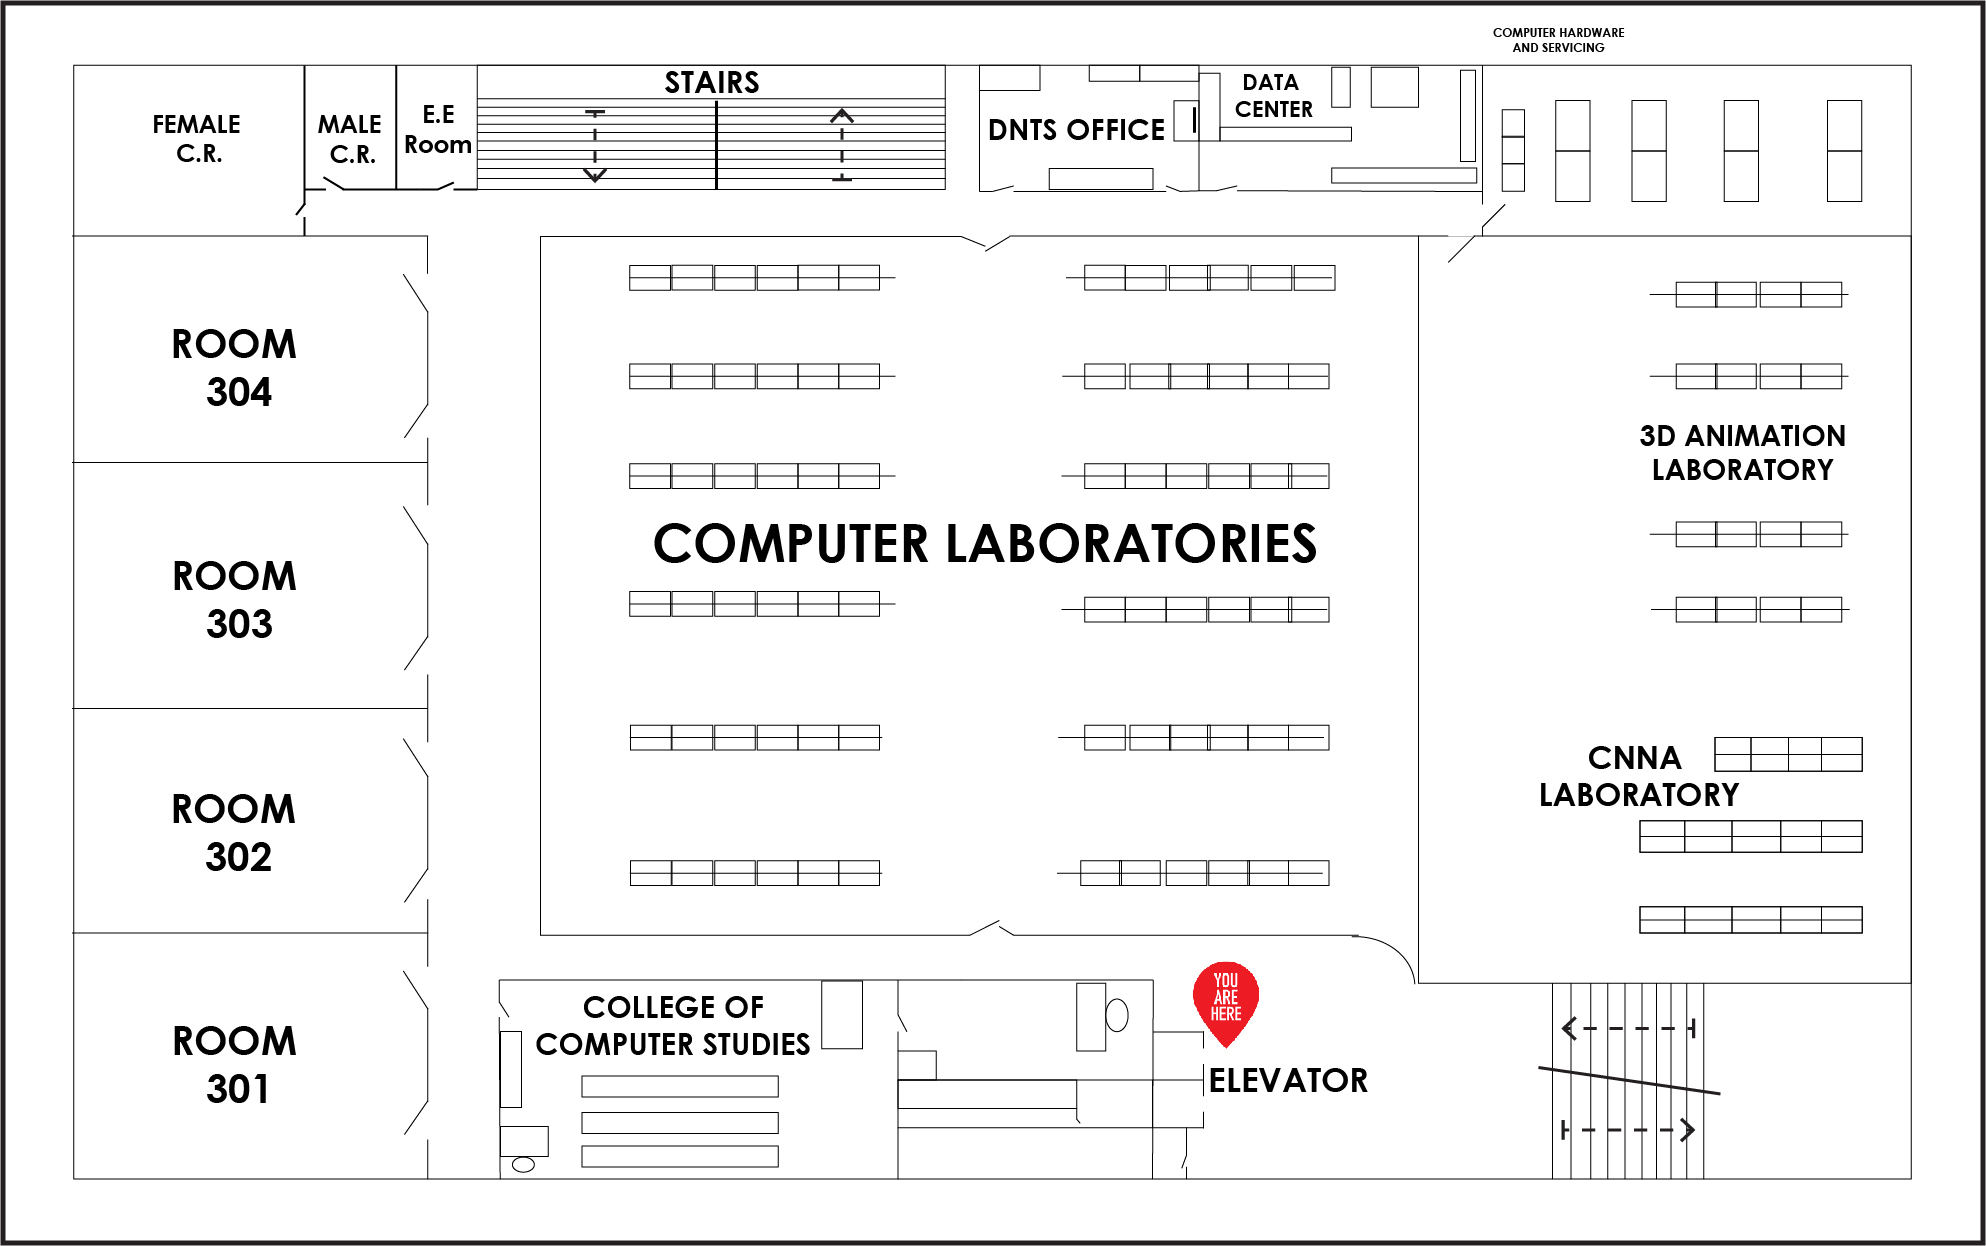 COMPUTER HARDWARE
AND SERVICING
FEMALE
C.R.
MALE
C.R.
E.E
Room
STAIRS
DNTS OFFICE
DATA
CENTER
ROOM
304
3D ANIMATION
LABORATORY
COMPUTER LABORATORIES
ROOM
303
CNNA
LABORATORY
ROOM
302
YOU
ARE
HERE
COLLEGE OF
COMPUTER STUDIES
ELEVATOR
ROOM
301